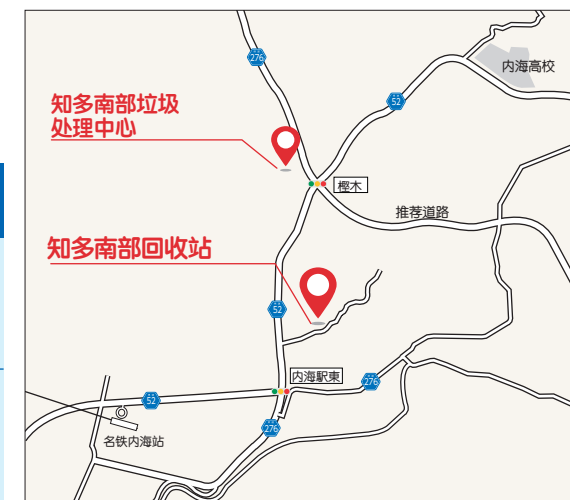 276
内海高校
知多南部垃圾
处理中心
52
樫木
推荐道路
知多南部回收站
52
内海駅東
276
52
276
名铁内海站